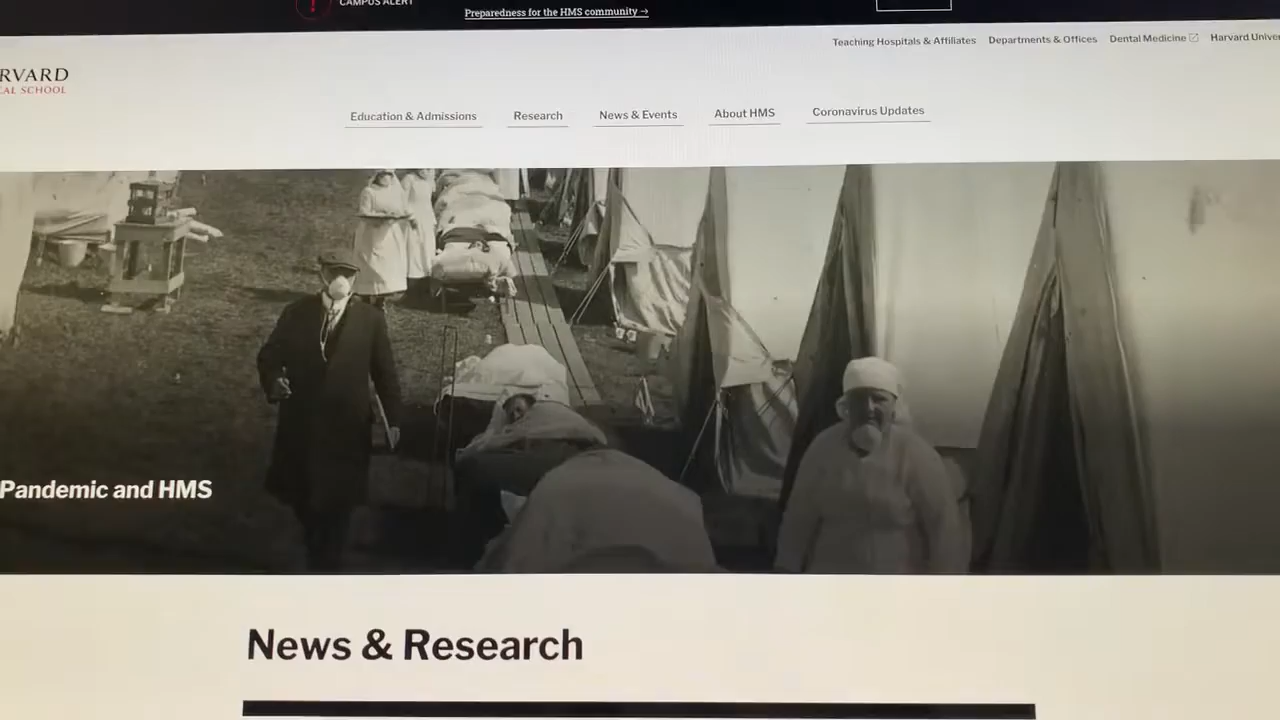 CAMPUS ALERT
Preparedness for the HMS community →
Teaching Hospitals & Affiliates Departments & Offices Dental Medicine Harvard Univer
RVARD
CAL SCHOOL
Education & Admissions Research News & Events About HMS Coronavirus Updates
Pandemic and HMS
News & Research